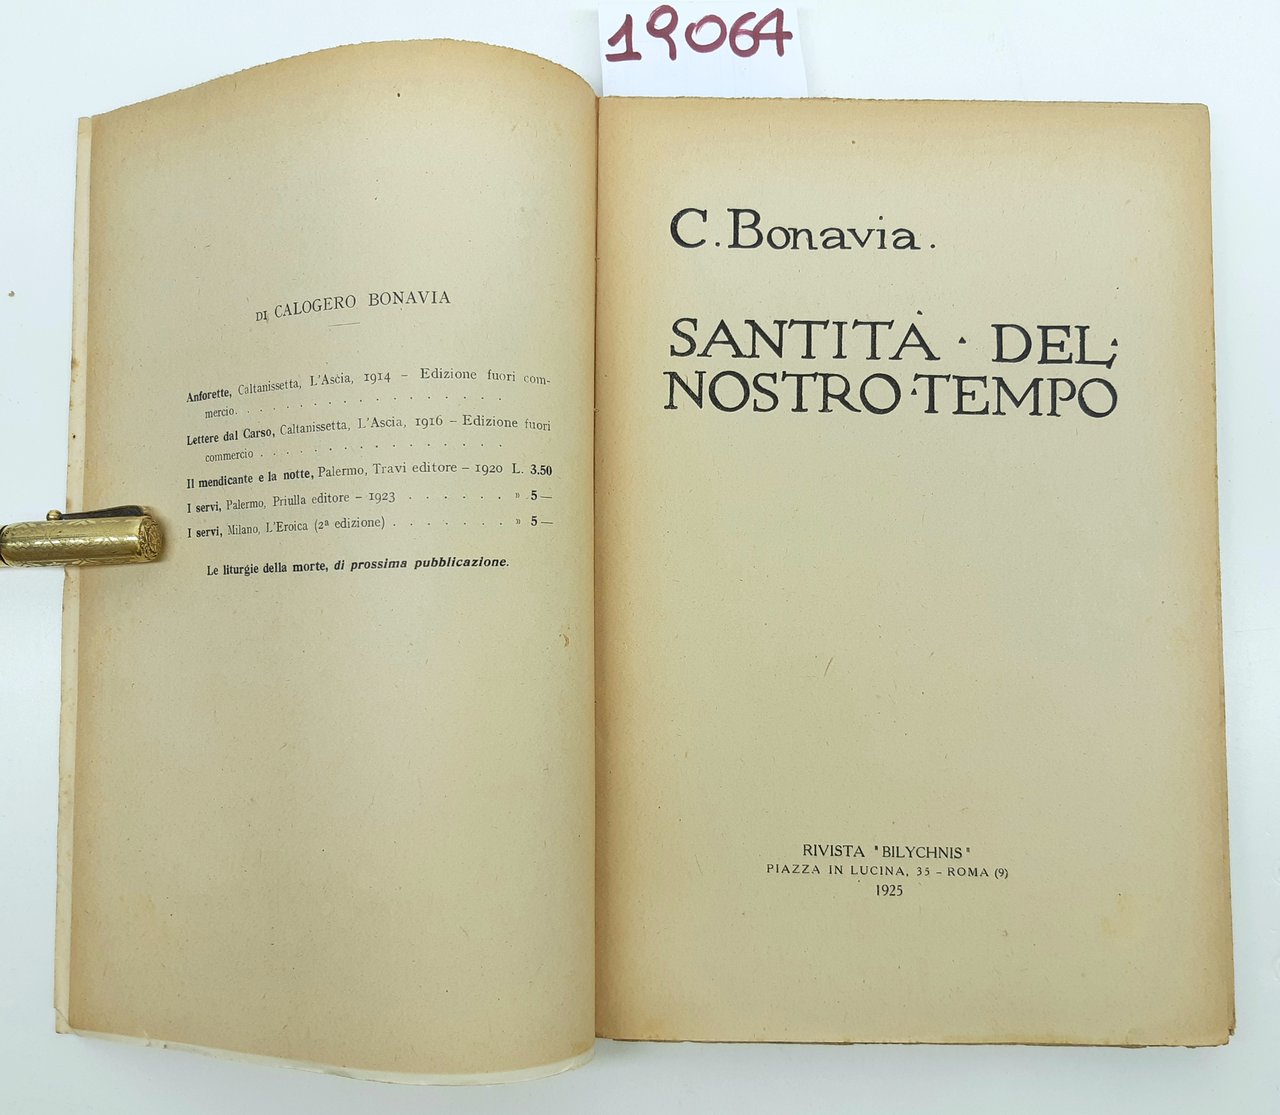 19064
DI CALOGERO BONAVIA
Anforette, Caltanissetta, L'Ascia, 1914 – Edizione fuori com-
mercio. . . . . . . . . . . . . . . . . .
Lettere dal Carso, Caltanissetta, L'Ascia, 1916 – Edizione fuori
commercio . . . . . . . . . . . . . . . .
Il mendicante e la notte, Palermo, Travi editore – 1920 L. 3.50
I servi, Palermo, Priulla editore – 1923 . . . . . . » 5 —
I servi, Milano, L'Eroica (2ª edizione) . . . . . . . » 5 —
Le liturgie della morte, di prossima pubblicazione.
C. Bonavia.
SANTITÀ · DEL ·
NOSTRO · TEMPO
RIVISTA "BILYCHNIS"
PIAZZA IN LUCINA, 35 – ROMA (9)
1925